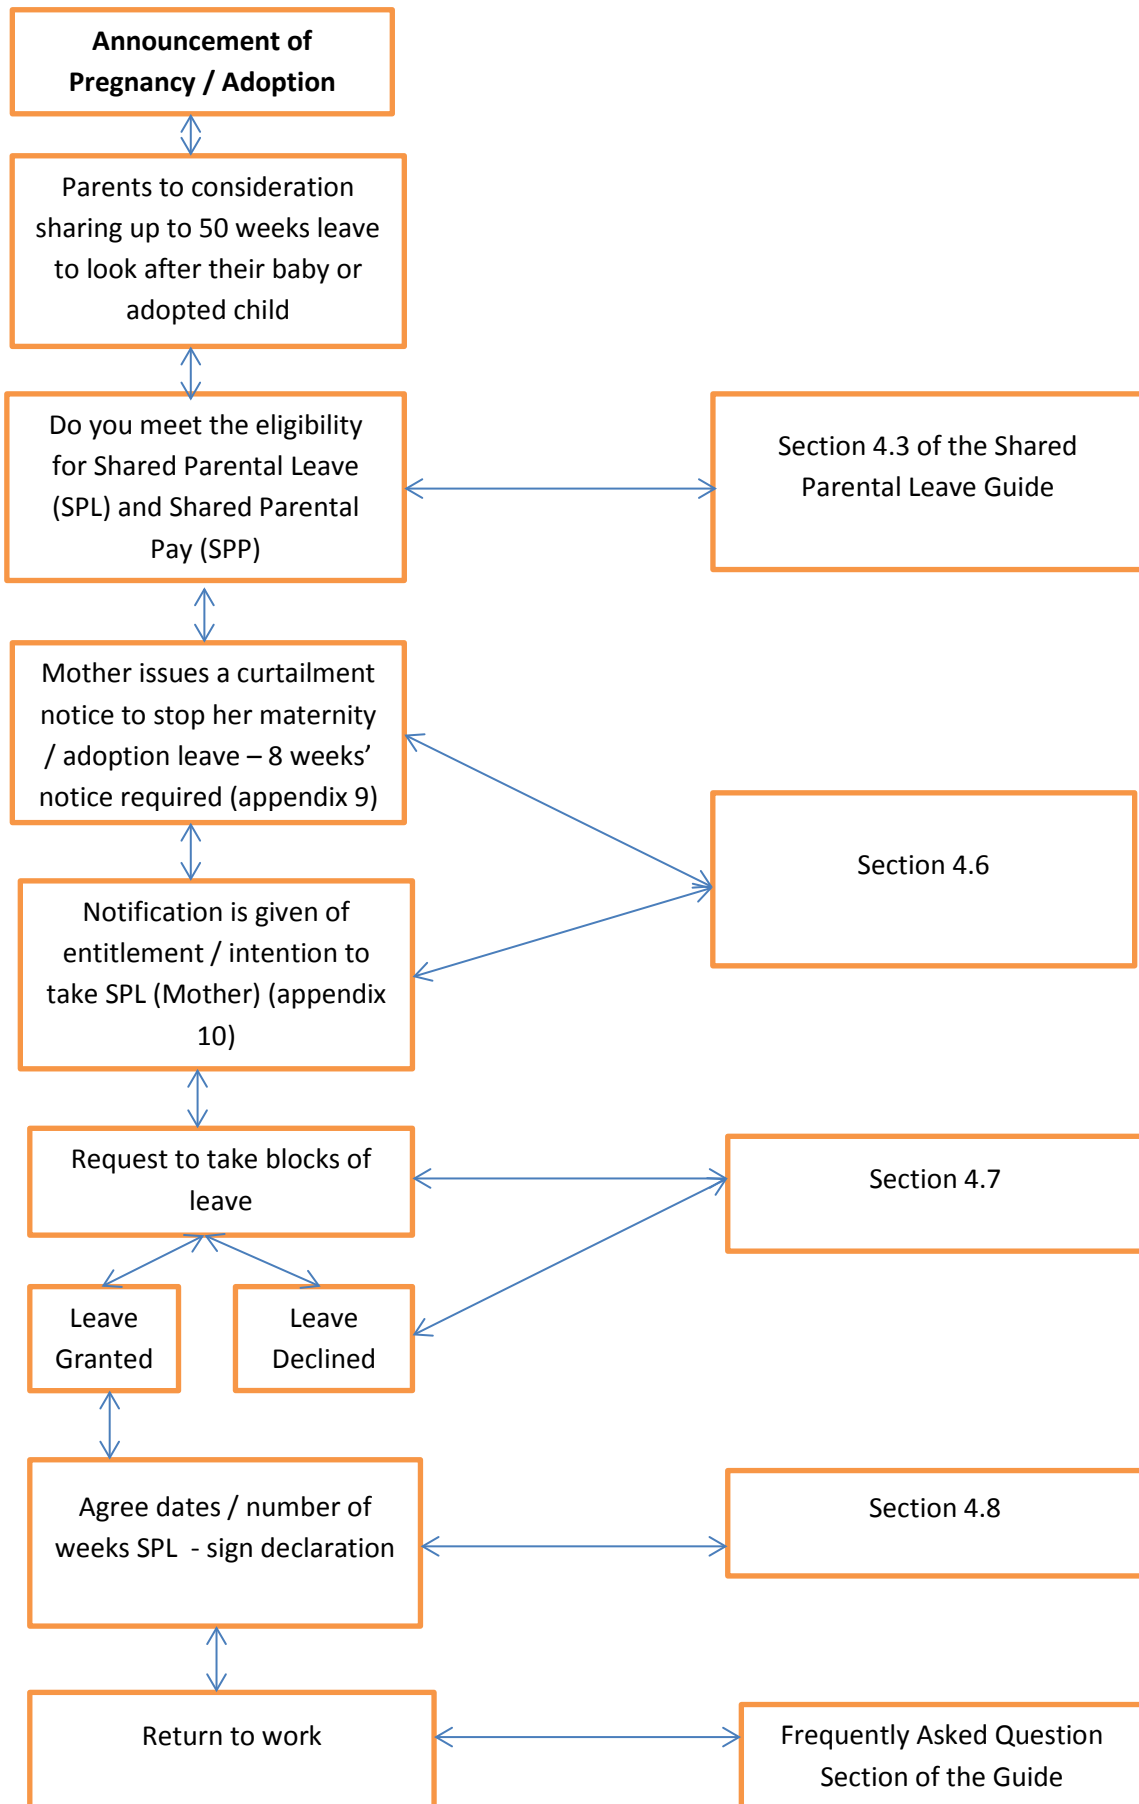 Announcement of
Pregnancy / Adoption
Parents to consideration
sharing up to 50 weeks leave
to look after their baby or
adopted child
Do you meet the eligibility
for Shared Parental Leave
(SPL) and Shared Parental
Pay (SPP)
Section 4.3 of the Shared
Parental Leave Guide
Mother issues a curtailment
notice to stop her maternity
/ adoption leave – 8 weeks’
notice required (appendix 9)
Section 4.6
Notification is given of
entitlement / intention to
take SPL (Mother) (appendix
10)
Request to take blocks of
leave
Section 4.7
Leave
Granted
Leave
Declined
Agree dates / number of
weeks SPL - sign declaration
Section 4.8
Return to work
Frequently Asked Question
Section of the Guide